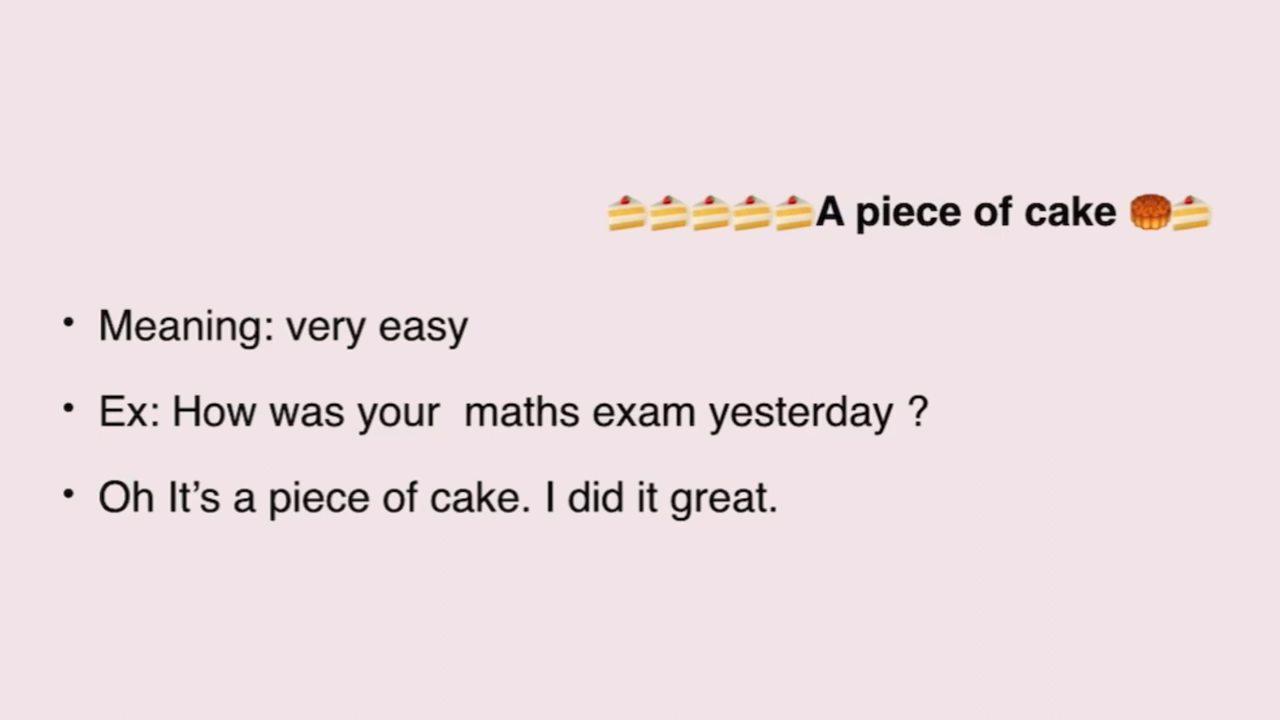 🍰🍰🍰🍰🍰A piece of cake 🥮🍰
• Meaning: very easy
• Ex: How was your  maths exam yesterday ?
• Oh It’s a piece of cake. I did it great.